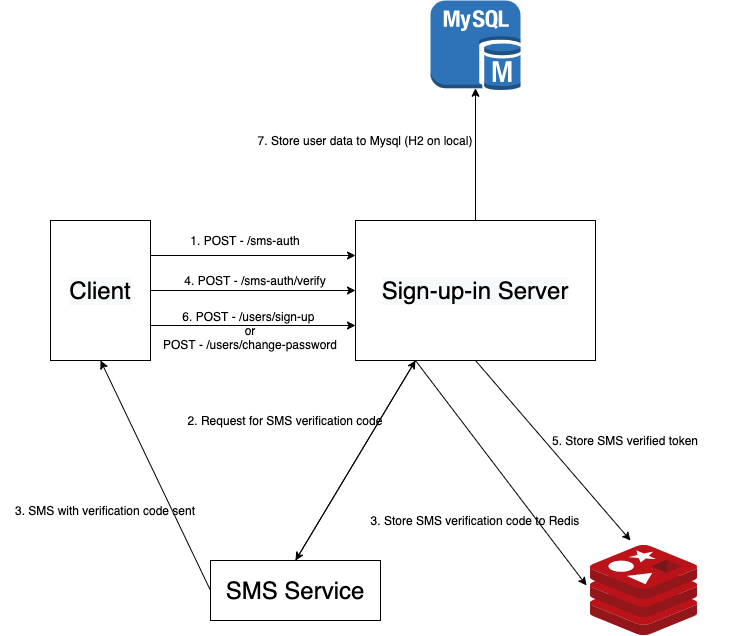 MySQL
M
7. Store user data to Mysql (H2 on local)
1. POST - /sms-auth
Client
4. POST - /sms-auth/verify
Sign-up-in Server
6. POST - /users/sign-up
or
POST - /users/change-password
2. Request for SMS verification code
5. Store SMS verified token
3. SMS with verification code sent
3. Store SMS verification code to Redis
SMS Service